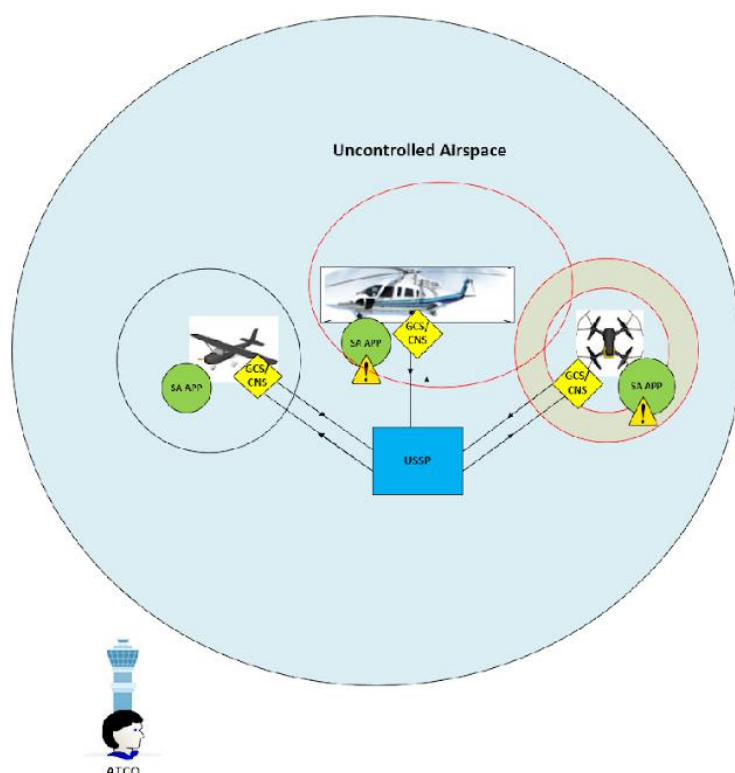 Uncontrolled Airspace
GCS/
CNS
SA APP
GCS/
CNS
SA APP
GCS/
CNS
SA APP
USSP
ATCO